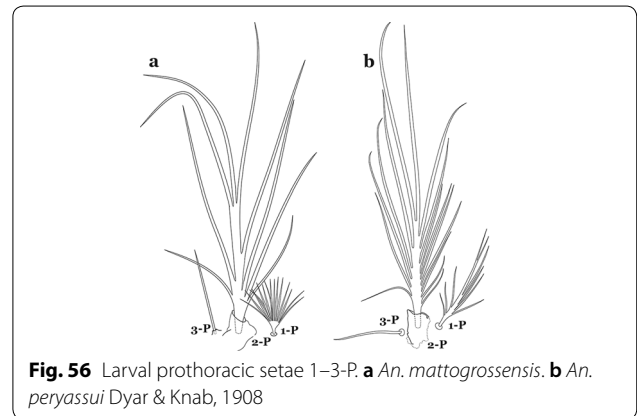 a
b
3-P
2-P
1-P
3-P
2-P
1-P
Fig. 56 Larval prothoracic setae 1–3-P. a An. mattogrossensis. b An.
peryassui Dyar & Knab, 1908